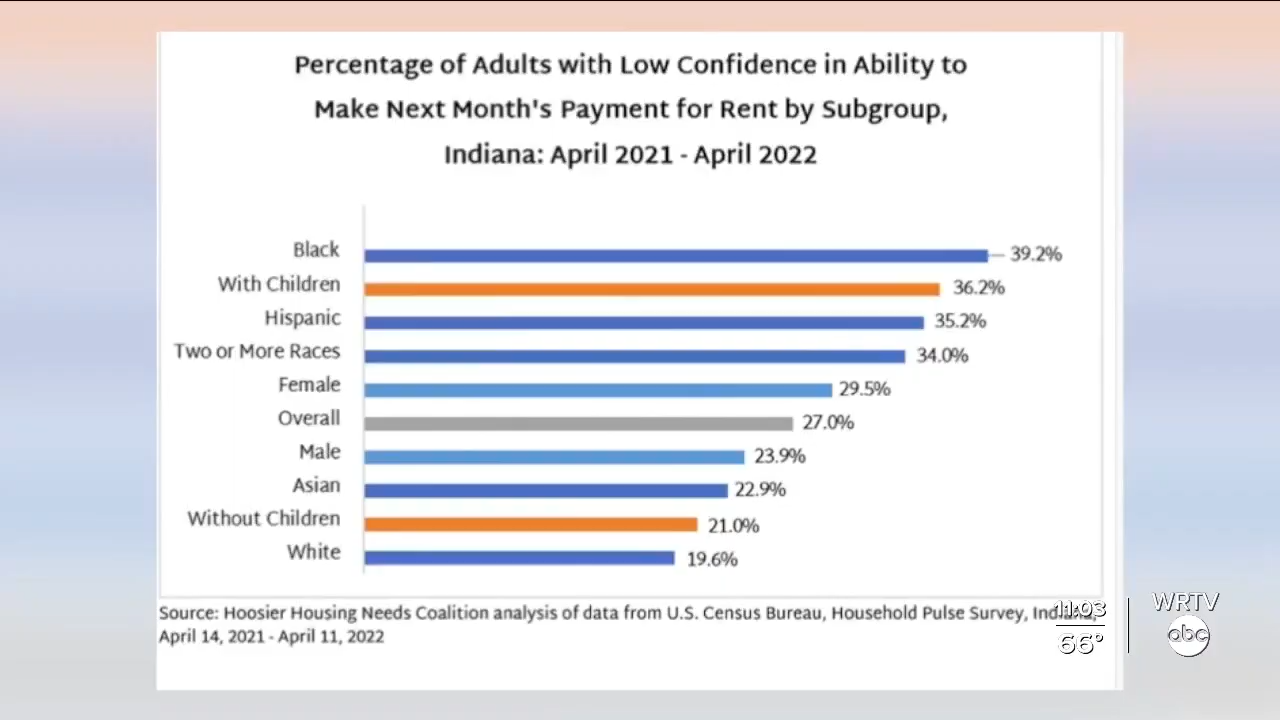 Percentage of Adults with Low Confidence in Ability to
Make Next Month's Payment for Rent by Subgroup,
Indiana: April 2021 - April 2022
Black 39.2%
With Children 36.2%
Hispanic 35.2%
Two or More Races 34.0%
Female 29.5%
Overall 27.0%
Male 23.9%
Asian 22.9%
Without Children 21.0%
White 19.6%
Source: Hoosier Housing Needs Coalition analysis of data from U.S. Census Bureau, Household Pulse Survey, Indiana,
April 14, 2021 - April 11, 2022
11:03
66°
WRTV
abc